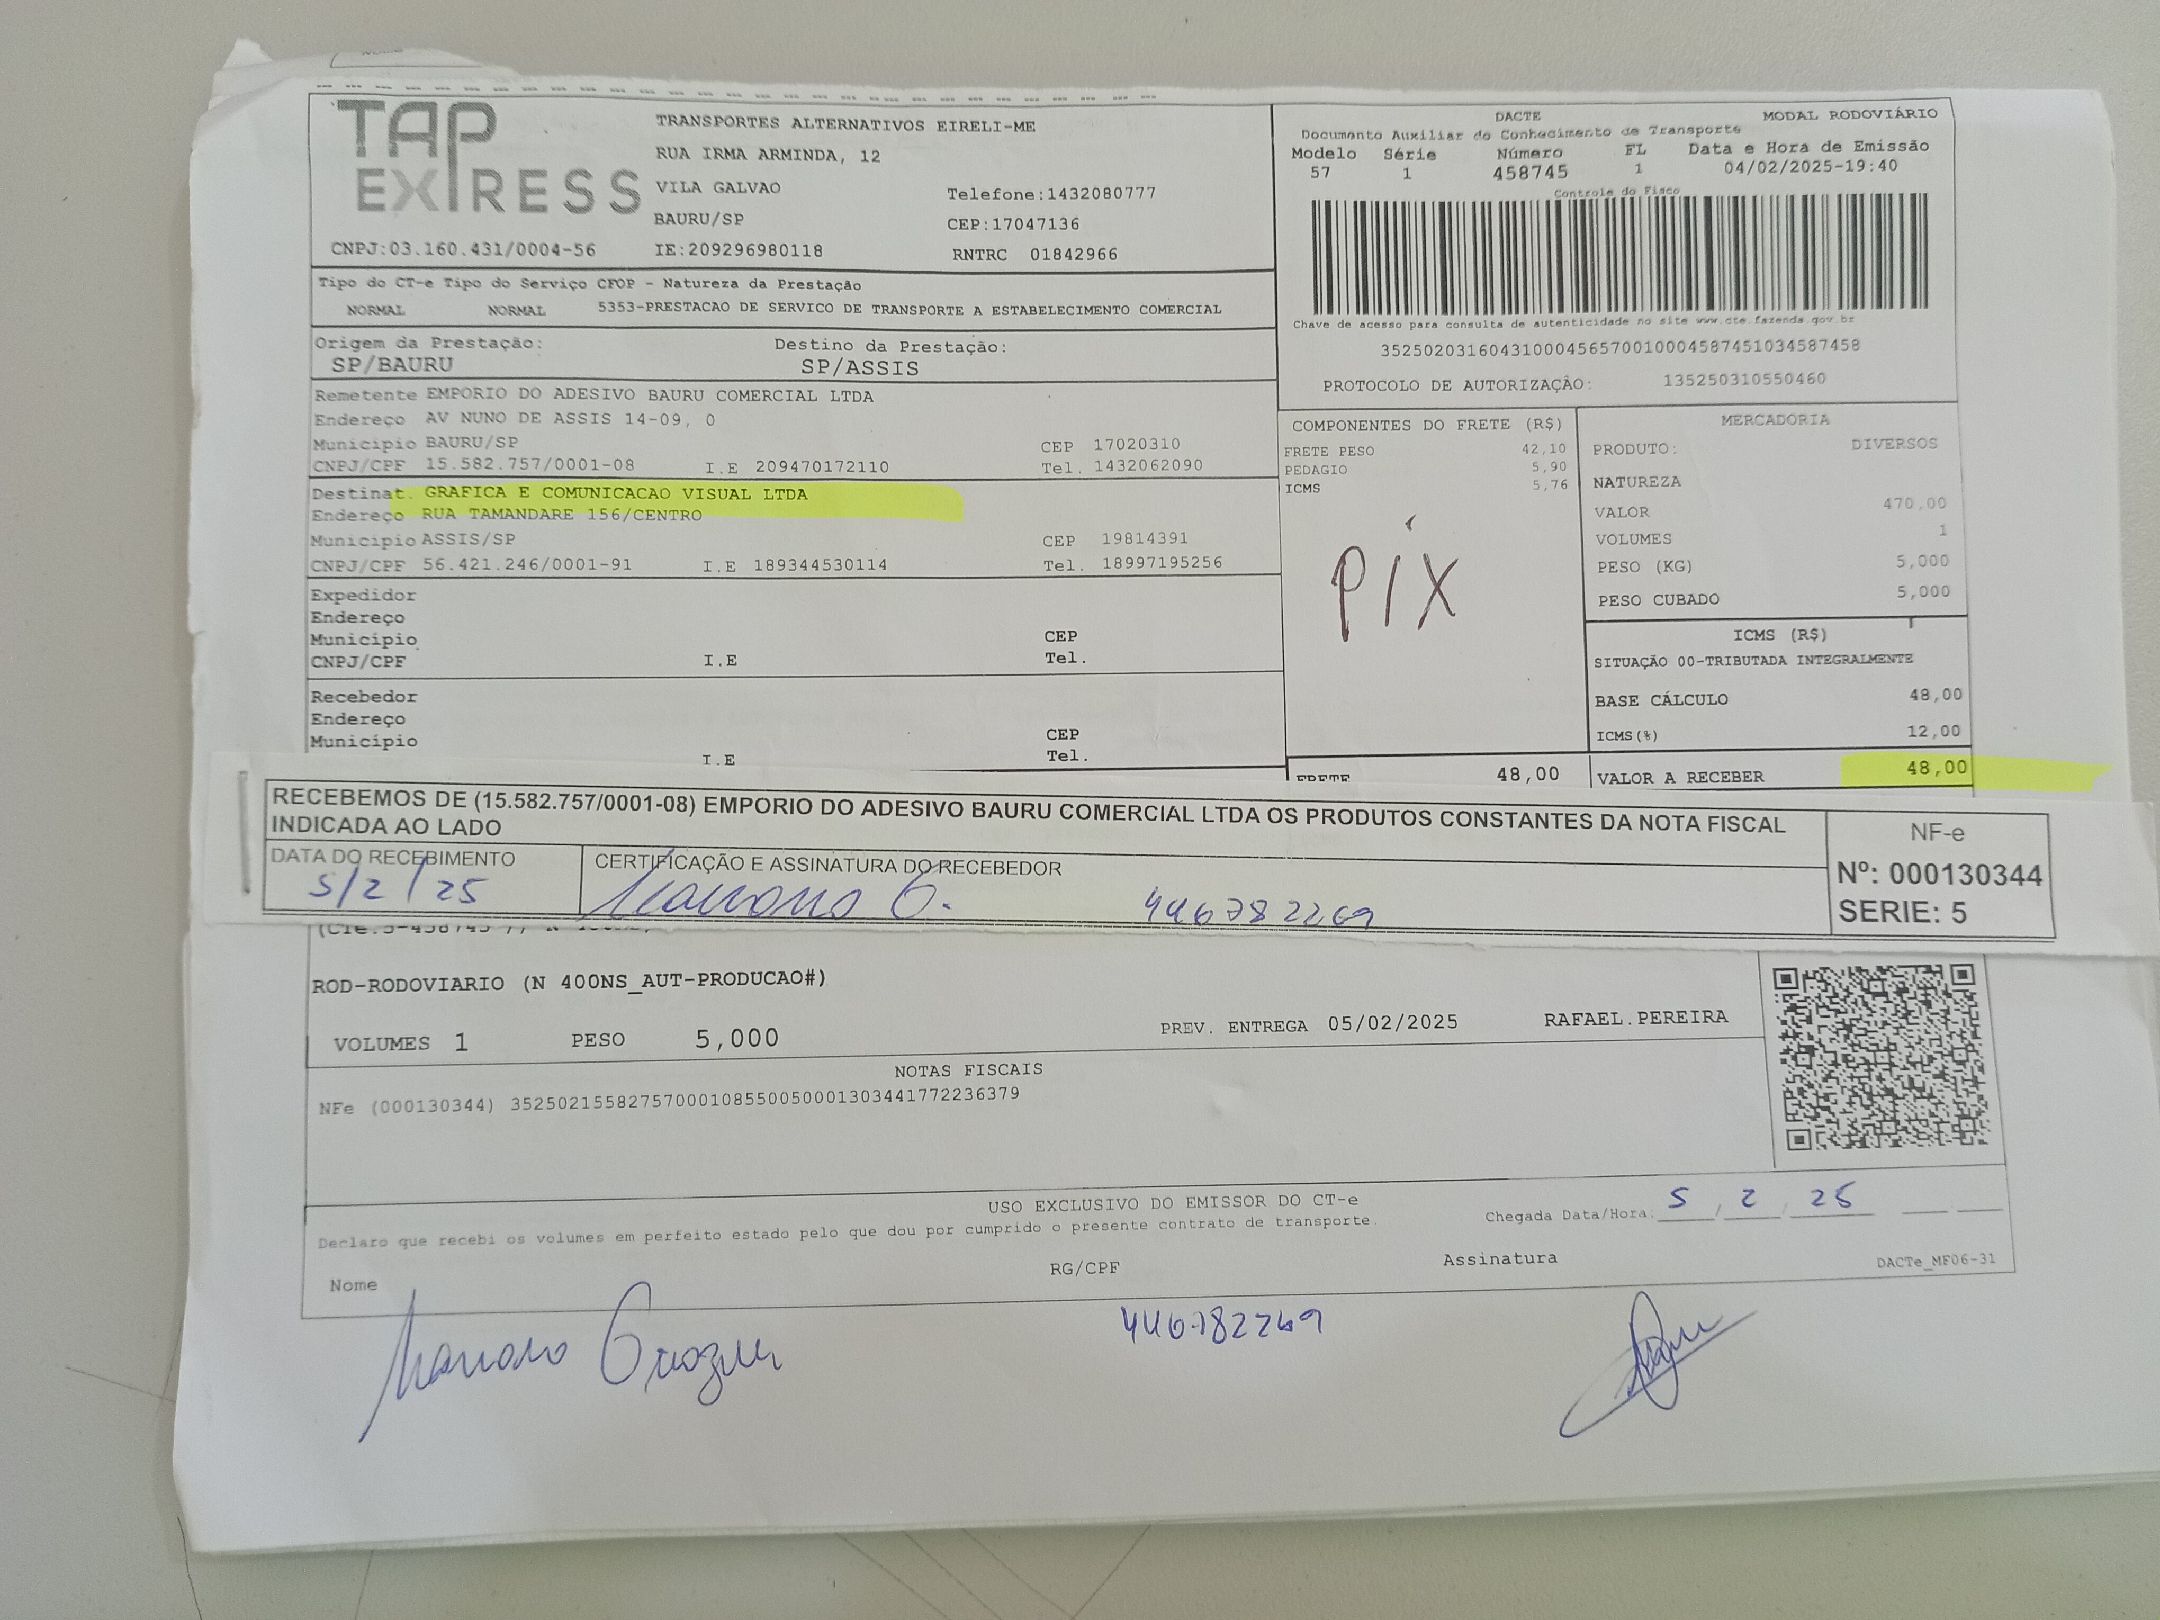 TAP
EXPRESS
TRANSPORTES ALTERNATIVOS EIRELI-ME
RUA IRMA ARMINDA, 12
VILA GALVAO Telefone:1432080777
BAURU/SP CEP:17047136
CNPJ:03.160.431/0004-56 IE:209296980118 RNTRC 01842966
DACTE MODAL RODOVIÁRIO
Documento Auxiliar do Conhecimento de Transporte
Modelo Série Número FL Data e Hora de Emissão
57 1 458745 1 04/02/2025-19:40
Controle do Fisco
Chave de acesso para consulta de autenticidade no site www.cte.fazenda.gov.br
35250203160431000456570010004587451034587458
PROTOCOLO DE AUTORIZAÇÃO: 135250310550460
Tipo do CT-e Tipo do Serviço CFOP - Natureza da Prestação
NORMAL NORMAL 5353-PRESTACAO DE SERVICO DE TRANSPORTE A ESTABELECIMENTO COMERCIAL
Origem da Prestação: Destino da Prestação:
SP/BAURU SP/ASSIS
Remetente EMPORIO DO ADESIVO BAURU COMERCIAL LTDA
Endereço AV NUNO DE ASSIS 14-09, 0
Município BAURU/SP CEP 17020310
CNPJ/CPF 15.582.757/0001-08 I.E 209470172110 Tel. 1432062090
Destinat. GRAFICA E COMUNICACAO VISUAL LTDA
Endereço RUA TAMANDARE 156/CENTRO
Município ASSIS/SP CEP 19814391
CNPJ/CPF 56.421.246/0001-91 I.E 189344530114 Tel. 18997195256
Expedidor
Endereço
Município CEP
CNPJ/CPF I.E Tel.
Recebedor
Endereço
Município CEP
I.E Tel.
COMPONENTES DO FRETE (R$)
FRETE PESO 42,10
PEDAGIO 5,90
ICMS 5,76
PIX
FRETE 48,00
MERCADORIA
PRODUTO: DIVERSOS
NATUREZA
VALOR 470,00
VOLUMES 1
PESO (KG) 5,000
PESO CUBADO 5,000
ICMS (R$)
SITUAÇÃO 00-TRIBUTADA INTEGRALMENTE
BASE CÁLCULO 48,00
ICMS(%) 12,00
VALOR A RECEBER 48,00
RECEBEMOS DE (15.582.757/0001-08) EMPORIO DO ADESIVO BAURU COMERCIAL LTDA OS PRODUTOS CONSTANTES DA NOTA FISCAL
INDICADA AO LADO
DATA DO RECEBIMENTO CERTIFICAÇÃO E ASSINATURA DO RECEBEDOR
5/2/25 446782269
NF-e
Nº: 000130344
SERIE: 5
ROD-RODOVIARIO (N 400NS_AUT-PRODUCAO#)
VOLUMES 1 PESO 5,000 PREV. ENTREGA 05/02/2025 RAFAEL.PEREIRA
NOTAS FISCAIS
NFe (000130344) 35250215582757000108550050001303441772236379
USO EXCLUSIVO DO EMISSOR DO CT-e
Declaro que recebi os volumes em perfeito estado pelo que dou por cumprido o presente contrato de transporte.
Chegada Data/Hora: 5 / 2 / 25
Nome RG/CPF Assinatura DACTe_MF06-31
446782269